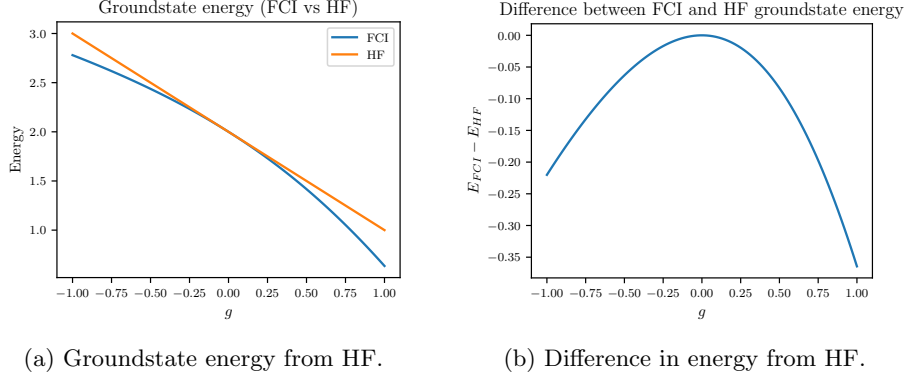 Groundstate energy (FCI vs HF)
FCI
HF
Energy
3.0
2.5
2.0
1.5
1.0
−1.00 −0.75 −0.50 −0.25 0.00 0.25 0.50 0.75 1.00
g
(a) Groundstate energy from HF.
Difference between FCI and HF groundstate energy
E_{FCI} − E_{HF}
0.00
−0.05
−0.10
−0.15
−0.20
−0.25
−0.30
−0.35
−1.00 −0.75 −0.50 −0.25 0.00 0.25 0.50 0.75 1.00
g
(b) Difference in energy from HF.